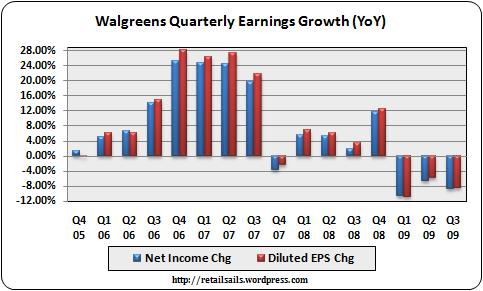 Walgreens Quarterly Earnings Growth (YoY)
28.00%
24.00%
20.00%
16.00%
12.00%
8.00%
4.00%
0.00%
-4.00%
-8.00%
-12.00%
Q4 Q1 Q2 Q3 Q4 Q1 Q2 Q3 Q4 Q1 Q2 Q3 Q4 Q1 Q2 Q3
05 06 06 06 06 07 07 07 07 08 08 08 08 09 09 09
Net Income Chg Diluted EPS Chg
http://retailsails.wordpress.com